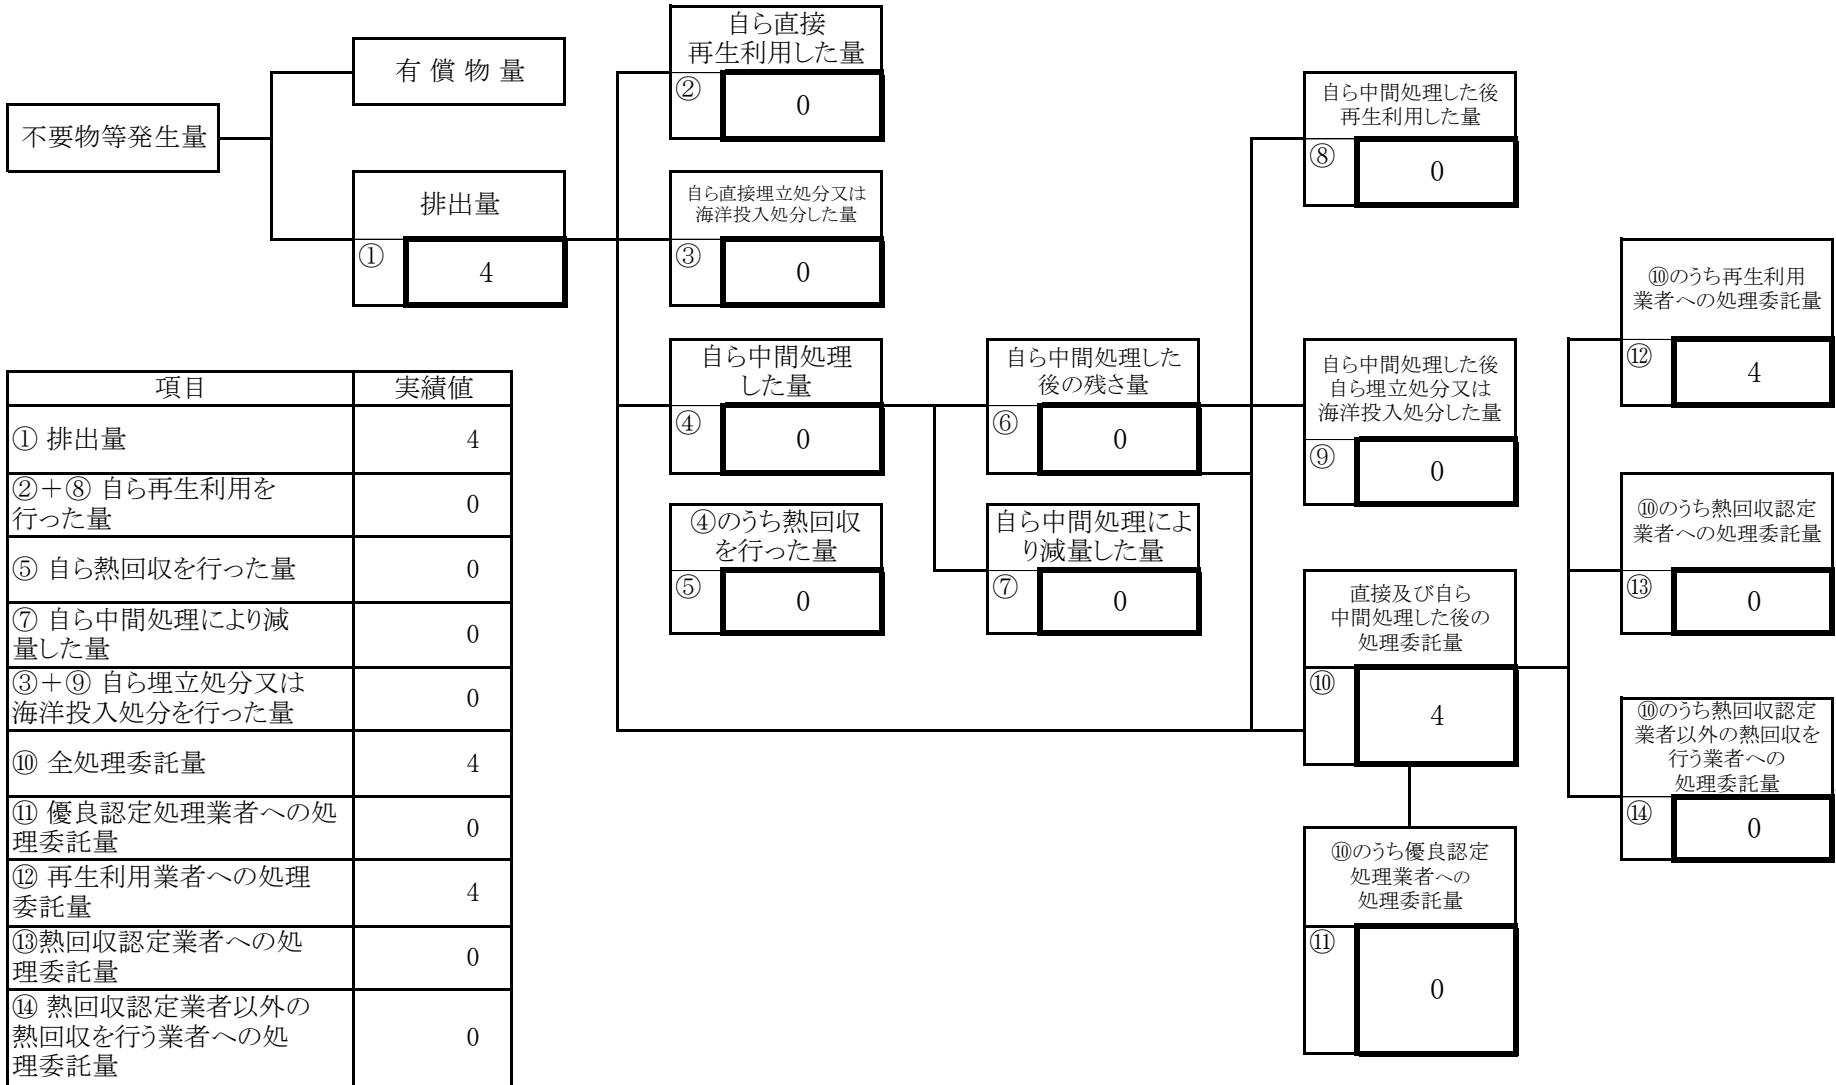 不要物等発生量
有償物量
排出量
①
4
自ら直接
再生利用した量
②
0
自ら直接埋立処分又は
海洋投入処分した量
③
0
自ら中間処理
した量
④
0
④のうち熱回収
を行った量
⑤
0
自ら中間処理した
後の残さ量
⑥
0
自ら中間処理によ
り減量した量
⑦
0
自ら中間処理した後
再生利用した量
⑧
0
自ら中間処理した後
自ら埋立処分又は
海洋投入処分した量
⑨
0
直接及び自ら
中間処理した後の
処理委託量
⑩
4
⑩のうち優良認定
処理業者への
処理委託量
⑪
0
⑩のうち再生利用
業者への処理委託量
⑫
4
⑩のうち熱回収認定
業者への処理委託量
⑬
0
⑩のうち熱回収認定
業者以外の熱回収を
行う業者への
処理委託量
⑭
0
項目 実績値
① 排出量 4
②+⑧ 自ら再生利用を
行った量 0
⑤ 自ら熱回収を行った量 0
⑦ 自ら中間処理により減
量した量 0
③+⑨ 自ら埋立処分又は
海洋投入処分を行った量 0
⑩ 全処理委託量 4
⑪ 優良認定処理業者への処
理委託量 0
⑫ 再生利用業者への処理
委託量 4
⑬熱回収認定業者への処
理委託量 0
⑭ 熱回収認定業者以外の
熱回収を行う業者への処
理委託量 0